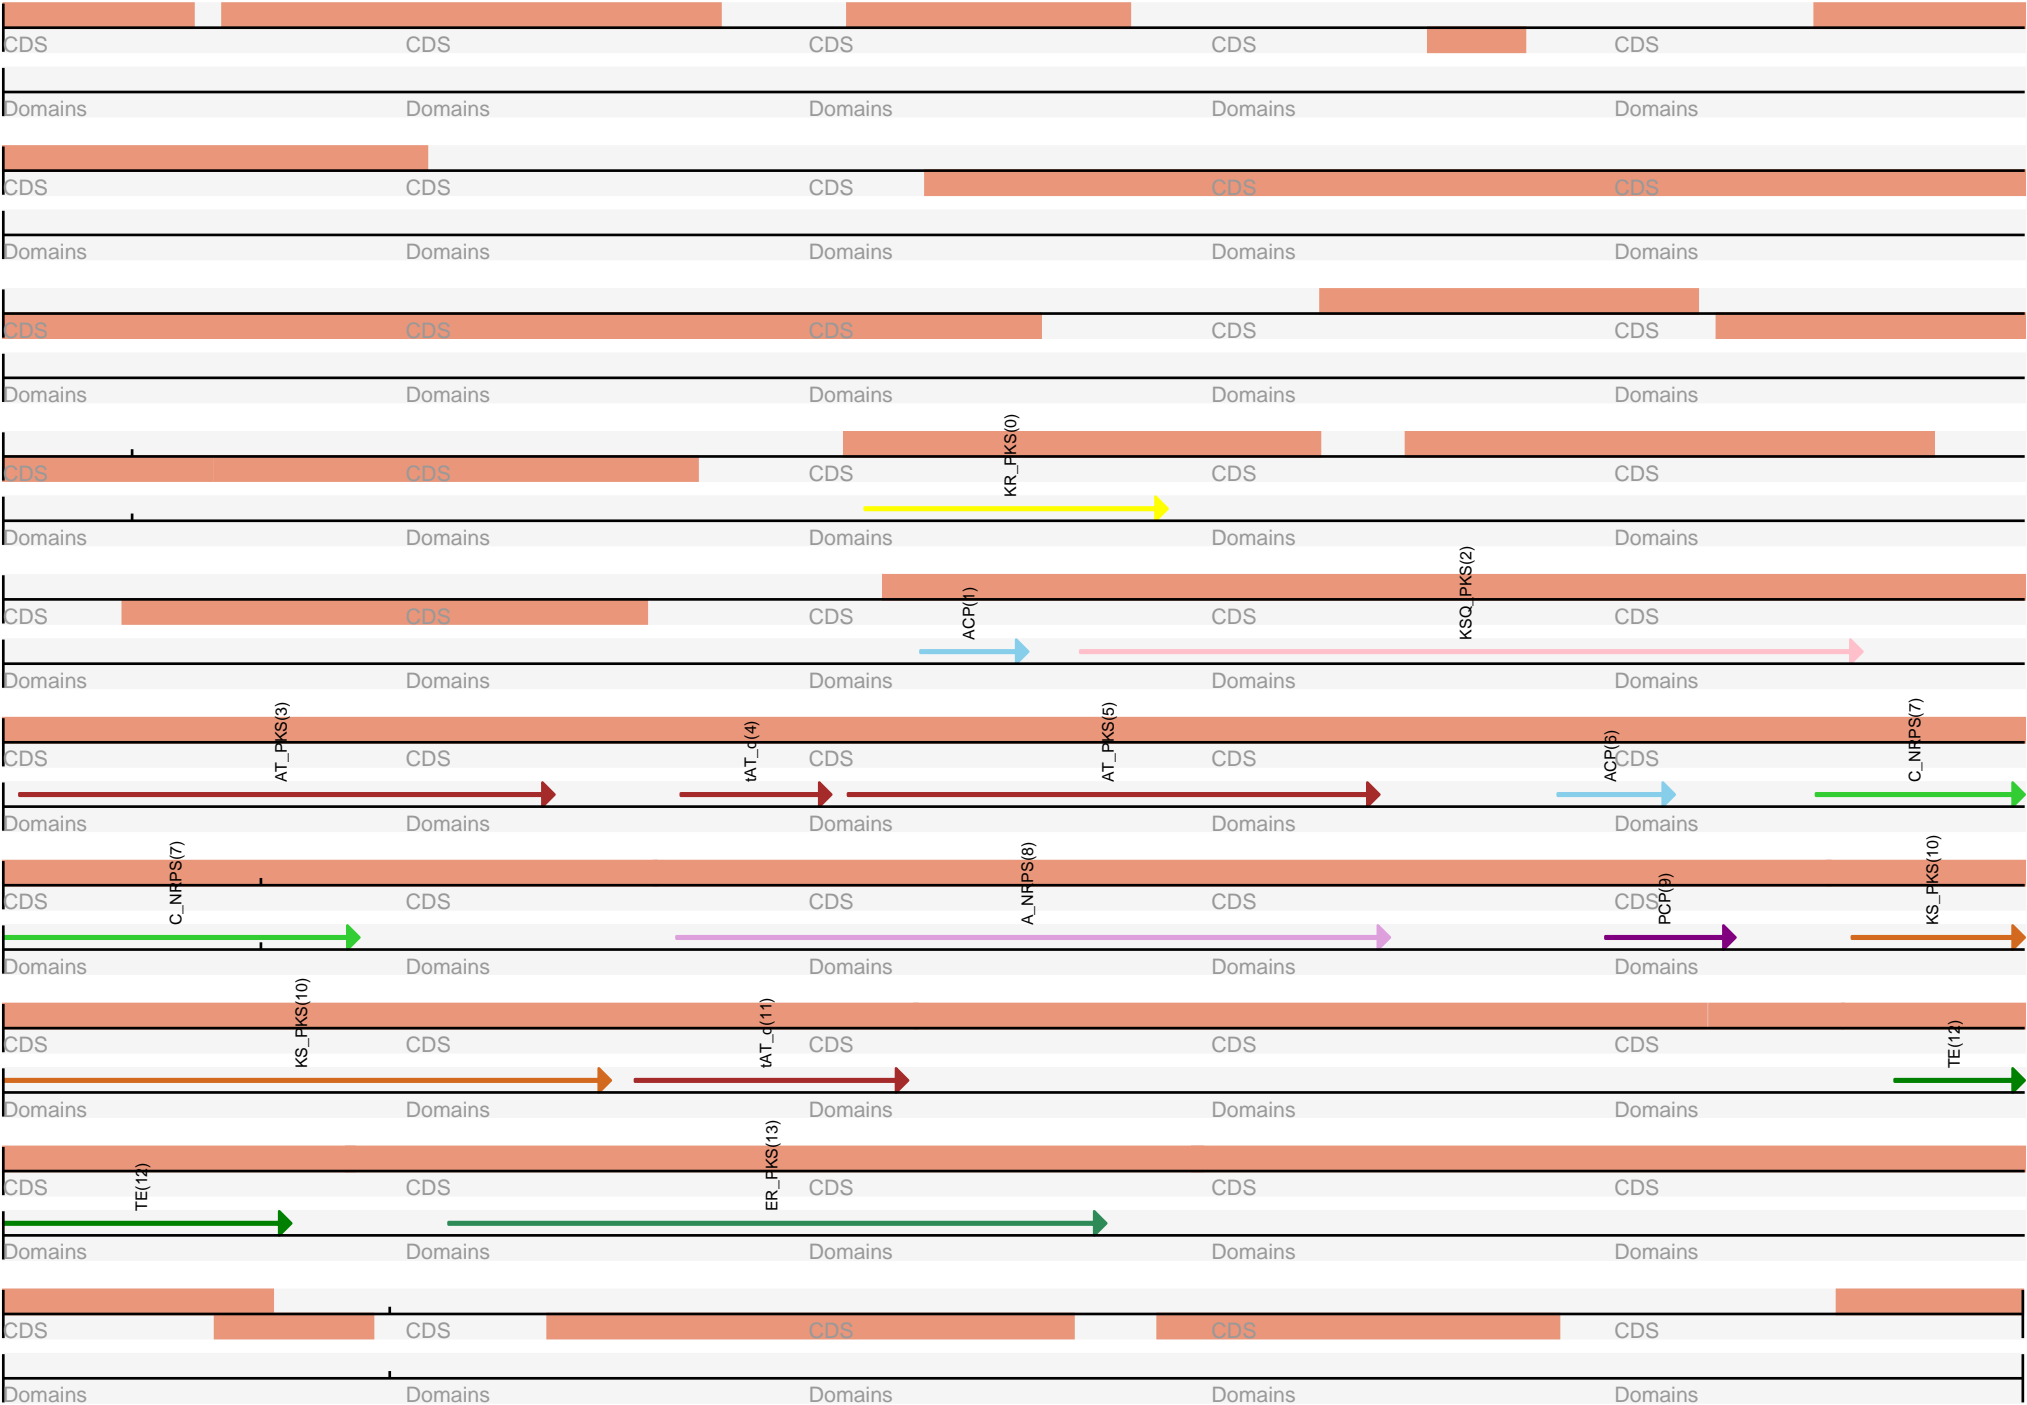 CDS CDS CDS CDS CDS
Domains Domains Domains Domains Domains
CDS CDS CDS CDS CDS
Domains Domains Domains Domains Domains
CDS CDS CDS CDS CDS
Domains Domains Domains Domains Domains
CDS CDS CDS CDS CDS
KR_PKS(0)
Domains Domains Domains Domains Domains
CDS CDS CDS CDS CDS
ACP(1) KSQ_PKS(2)
Domains Domains Domains Domains Domains
CDS CDS CDS CDS CDS
AT_PKS(3) tAT_d(4) AT_PKS(5) ACP(6) C_NRPS(7)
Domains Domains Domains Domains Domains
CDS CDS CDS CDS CDS
C_NRPS(7) A_NRPS(8) PCP(9) KS_PKS(10)
Domains Domains Domains Domains Domains
CDS CDS CDS CDS CDS
KS_PKS(10) tAT_d(11) TE(12)
Domains Domains Domains Domains Domains
CDS CDS CDS CDS CDS
TE(12) ER_PKS(13)
Domains Domains Domains Domains Domains
CDS CDS CDS CDS CDS
Domains Domains Domains Domains Domains